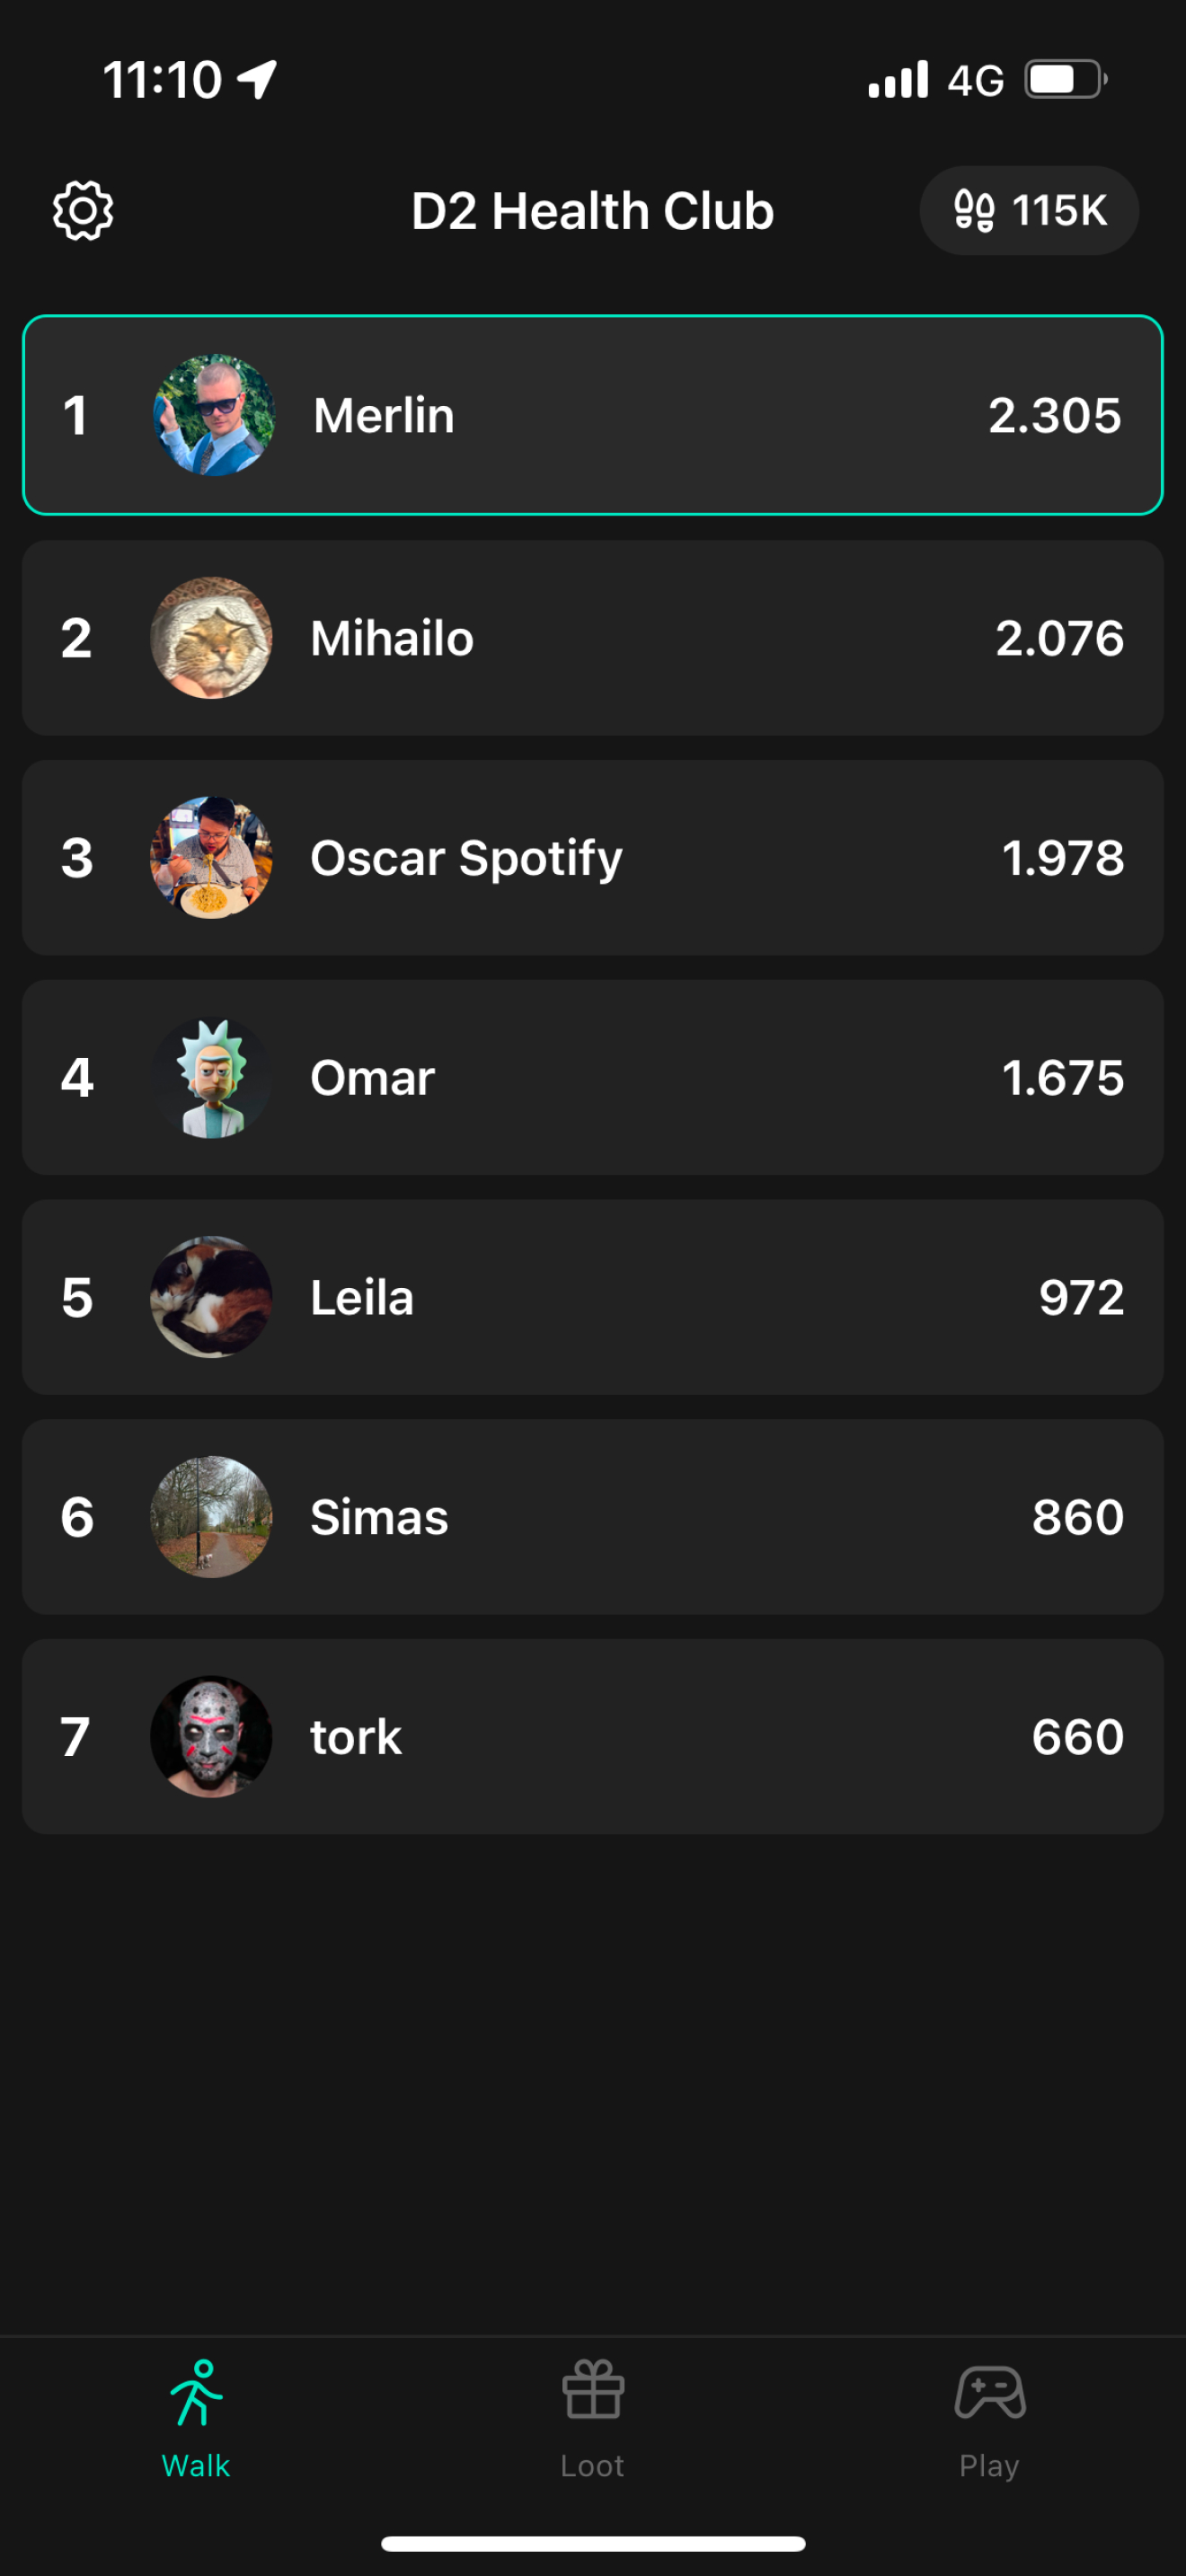 11:10 4G
D2 Health Club 115K
1 Merlin 2.305
2 Mihailo 2.076
3 Oscar Spotify 1.978
4 Omar 1.675
5 Leila 972
6 Simas 860
7 tork 660
Walk Loot Play